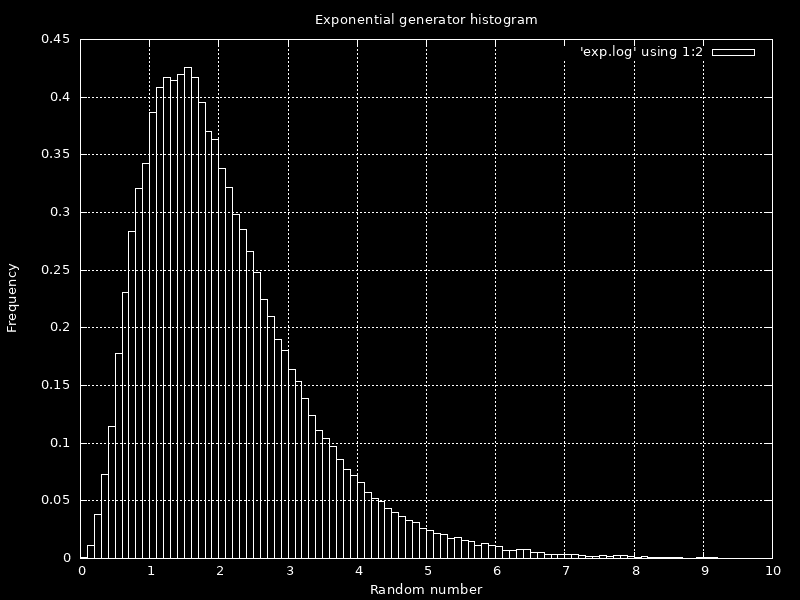 Exponential generator histogram
0.45
'exp.log' using 1:2
0.4
0.35
0.3
0.25
Frequency
0.2
0.15
0.1
0.05
0
0 1 2 3 4 5 6 7 8 9 10
Random number